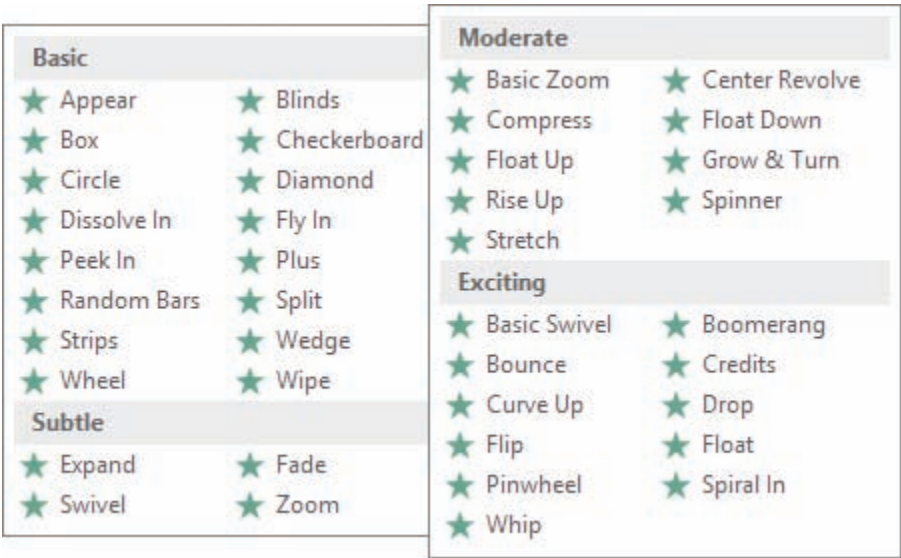 Basic
Appear Blinds
Box Checkerboard
Circle Diamond
Dissolve In Fly In
Peek In Plus
Random Bars Split
Strips Wedge
Wheel Wipe
Subtle
Expand Fade
Swivel Zoom
Moderate
Basic Zoom Center Revolve
Compress Float Down
Float Up Grow & Turn
Rise Up Spinner
Stretch
Exciting
Basic Swivel Boomerang
Bounce Credits
Curve Up Drop
Flip Float
Pinwheel Spiral In
Whip